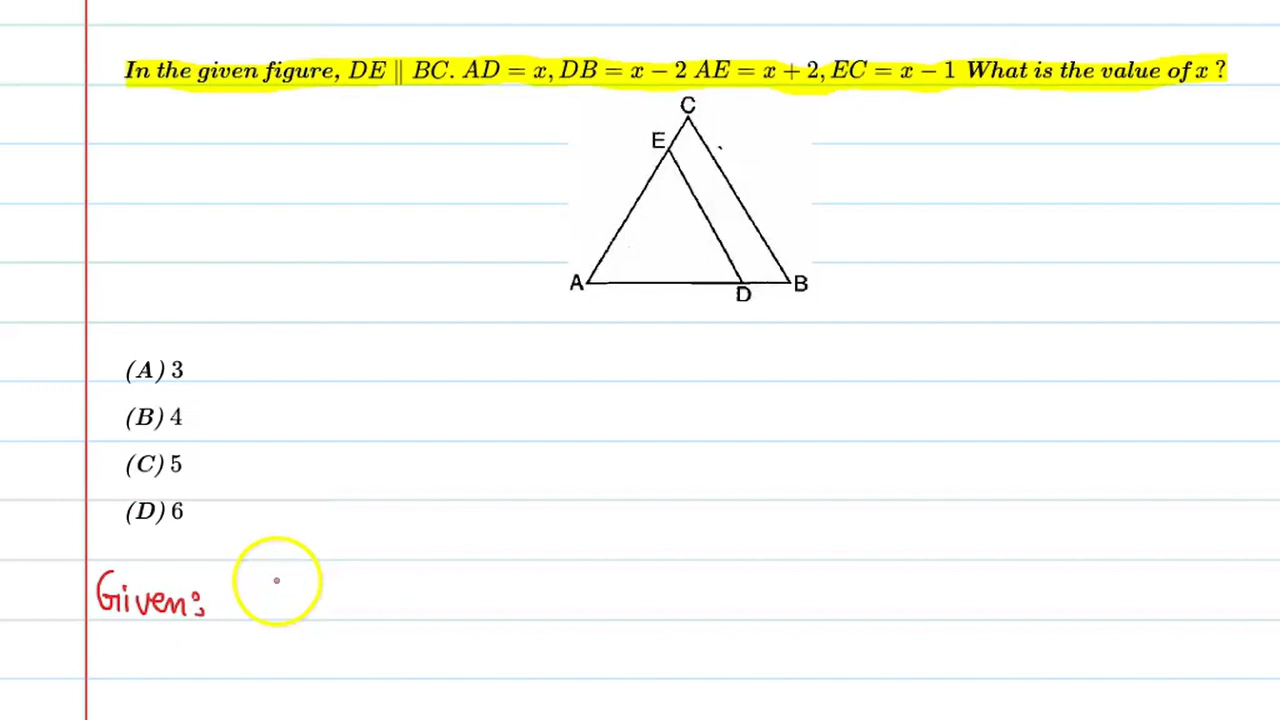 In the given figure, DE ∥ BC. AD = x, DB = x − 2 AE = x + 2, EC = x − 1 What is the value of x ?
C
E
A
D
B
(A) 3
(B) 4
(C) 5
(D) 6
Given: